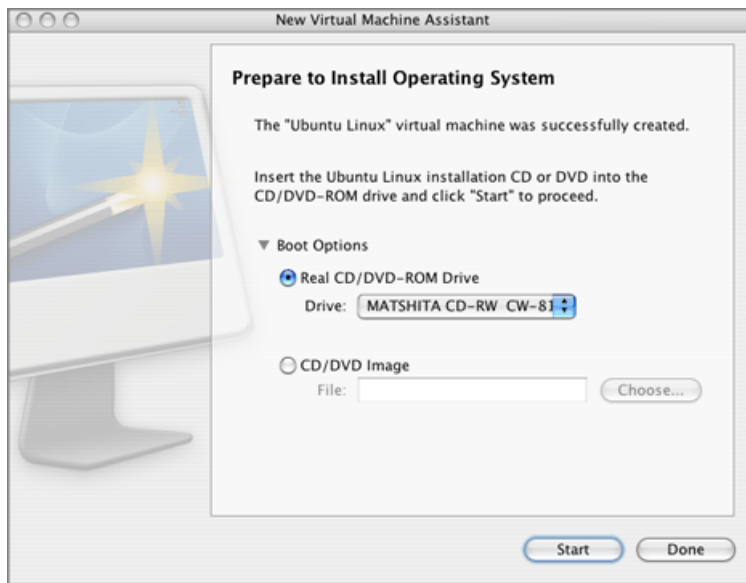 New Virtual Machine Assistant
Prepare to Install Operating System
The "Ubuntu Linux" virtual machine was successfully created.
Insert the Ubuntu Linux installation CD or DVD into the
CD/DVD-ROM drive and click "Start" to proceed.
Boot Options
Real CD/DVD-ROM Drive
Drive: MATSHITA CD-RW CW-81
CD/DVD Image
File: Choose...
Start Done